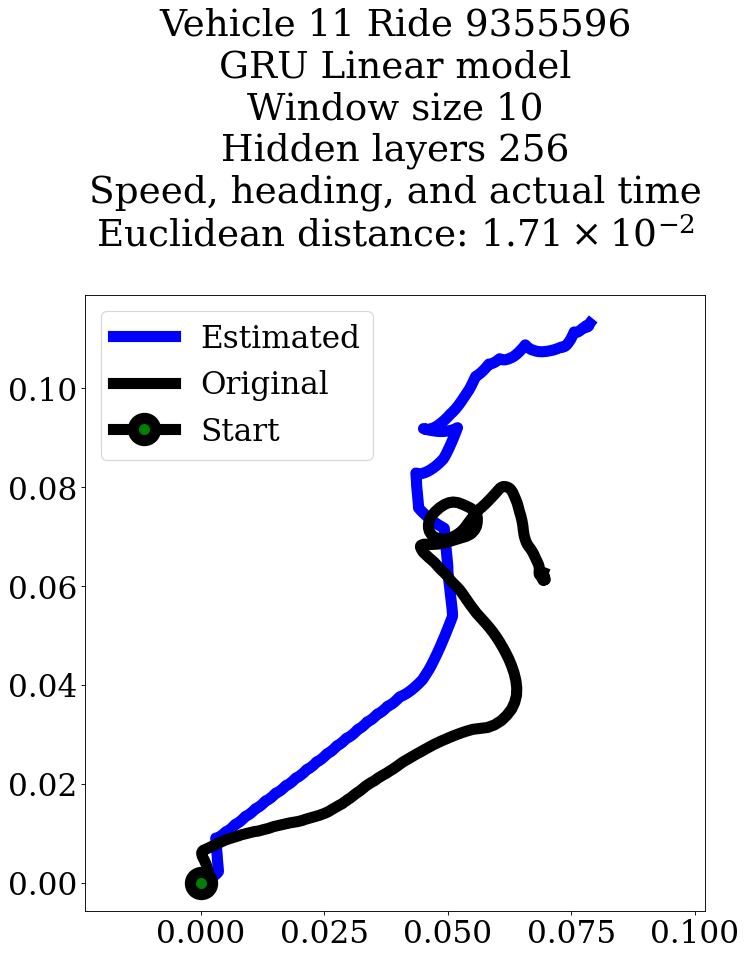 Vehicle 11 Ride 9355596
GRU Linear model
Window size 10
Hidden layers 256
Speed, heading, and actual time
Euclidean distance: 1.71 × 10⁻²
Estimated
Original
Start
0.10
0.08
0.06
0.04
0.02
0.00
0.000 0.025 0.050 0.075 0.100